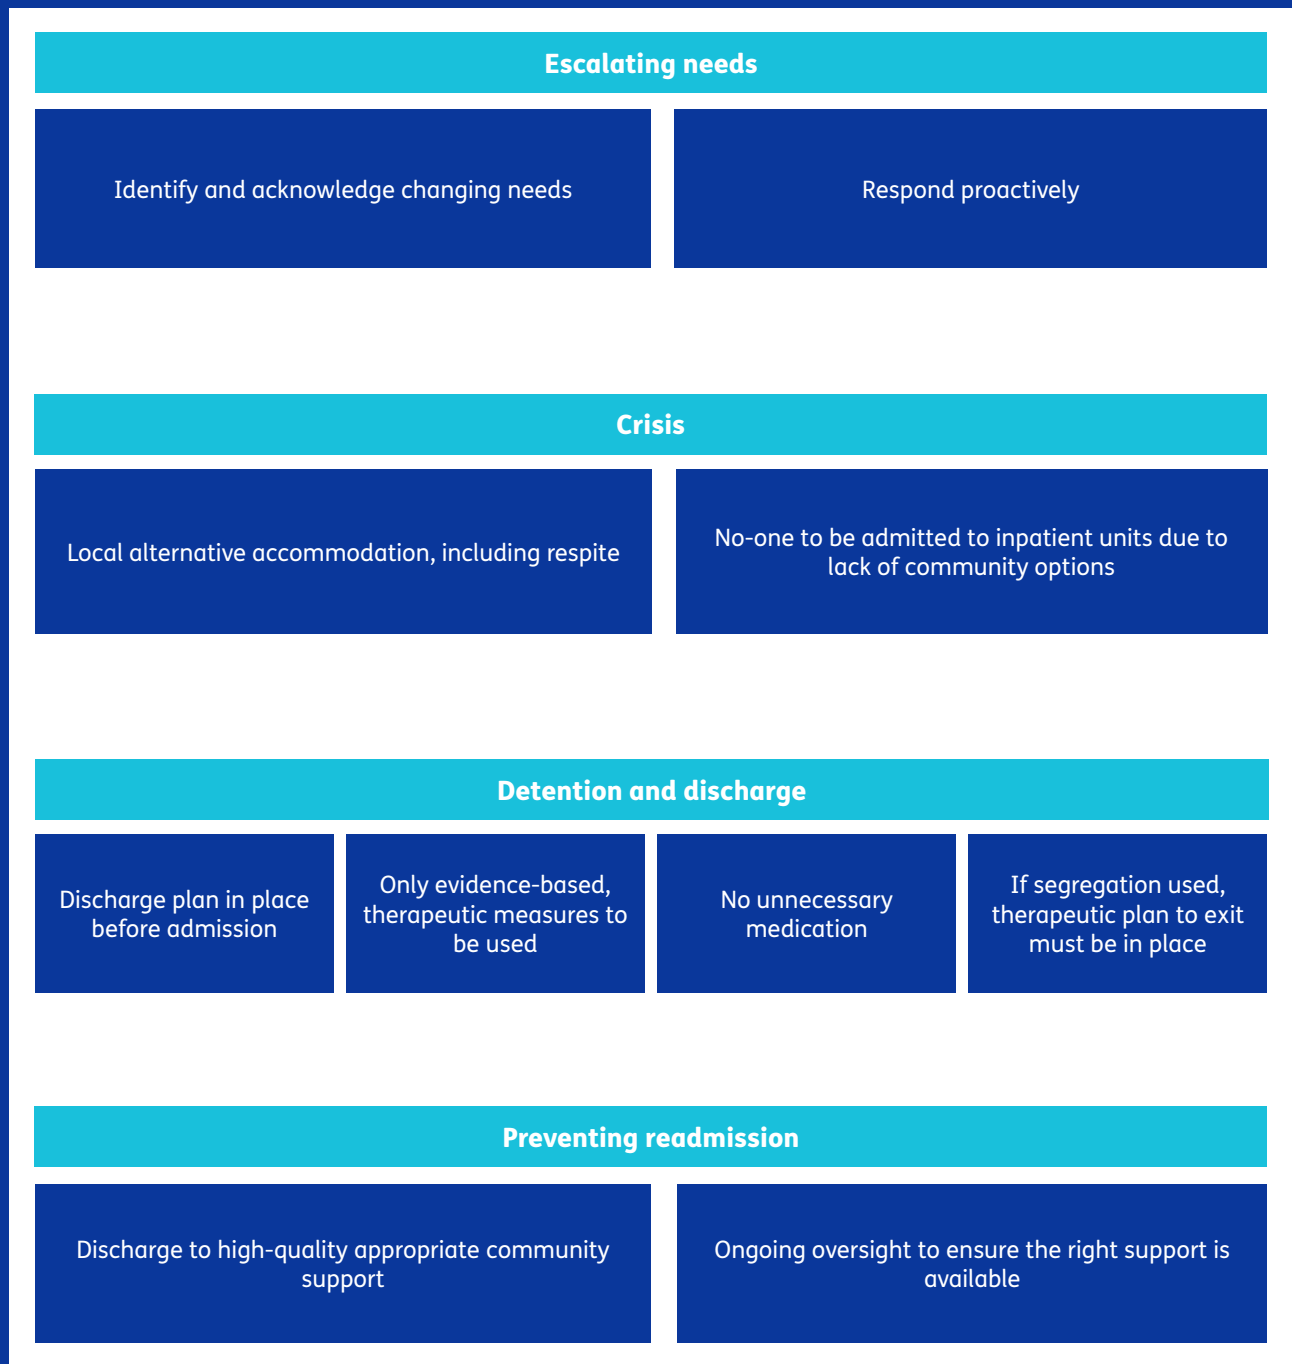 Escalating needs
Identify and acknowledge changing needs
Respond proactively
Crisis
Local alternative accommodation, including respite
No-one to be admitted to inpatient units due to
lack of community options
Detention and discharge
Discharge plan in place
before admission
Only evidence-based,
therapeutic measures to
be used
No unnecessary
medication
If segregation used,
therapeutic plan to exit
must be in place
Preventing readmission
Discharge to high-quality appropriate community
support
Ongoing oversight to ensure the right support is
available